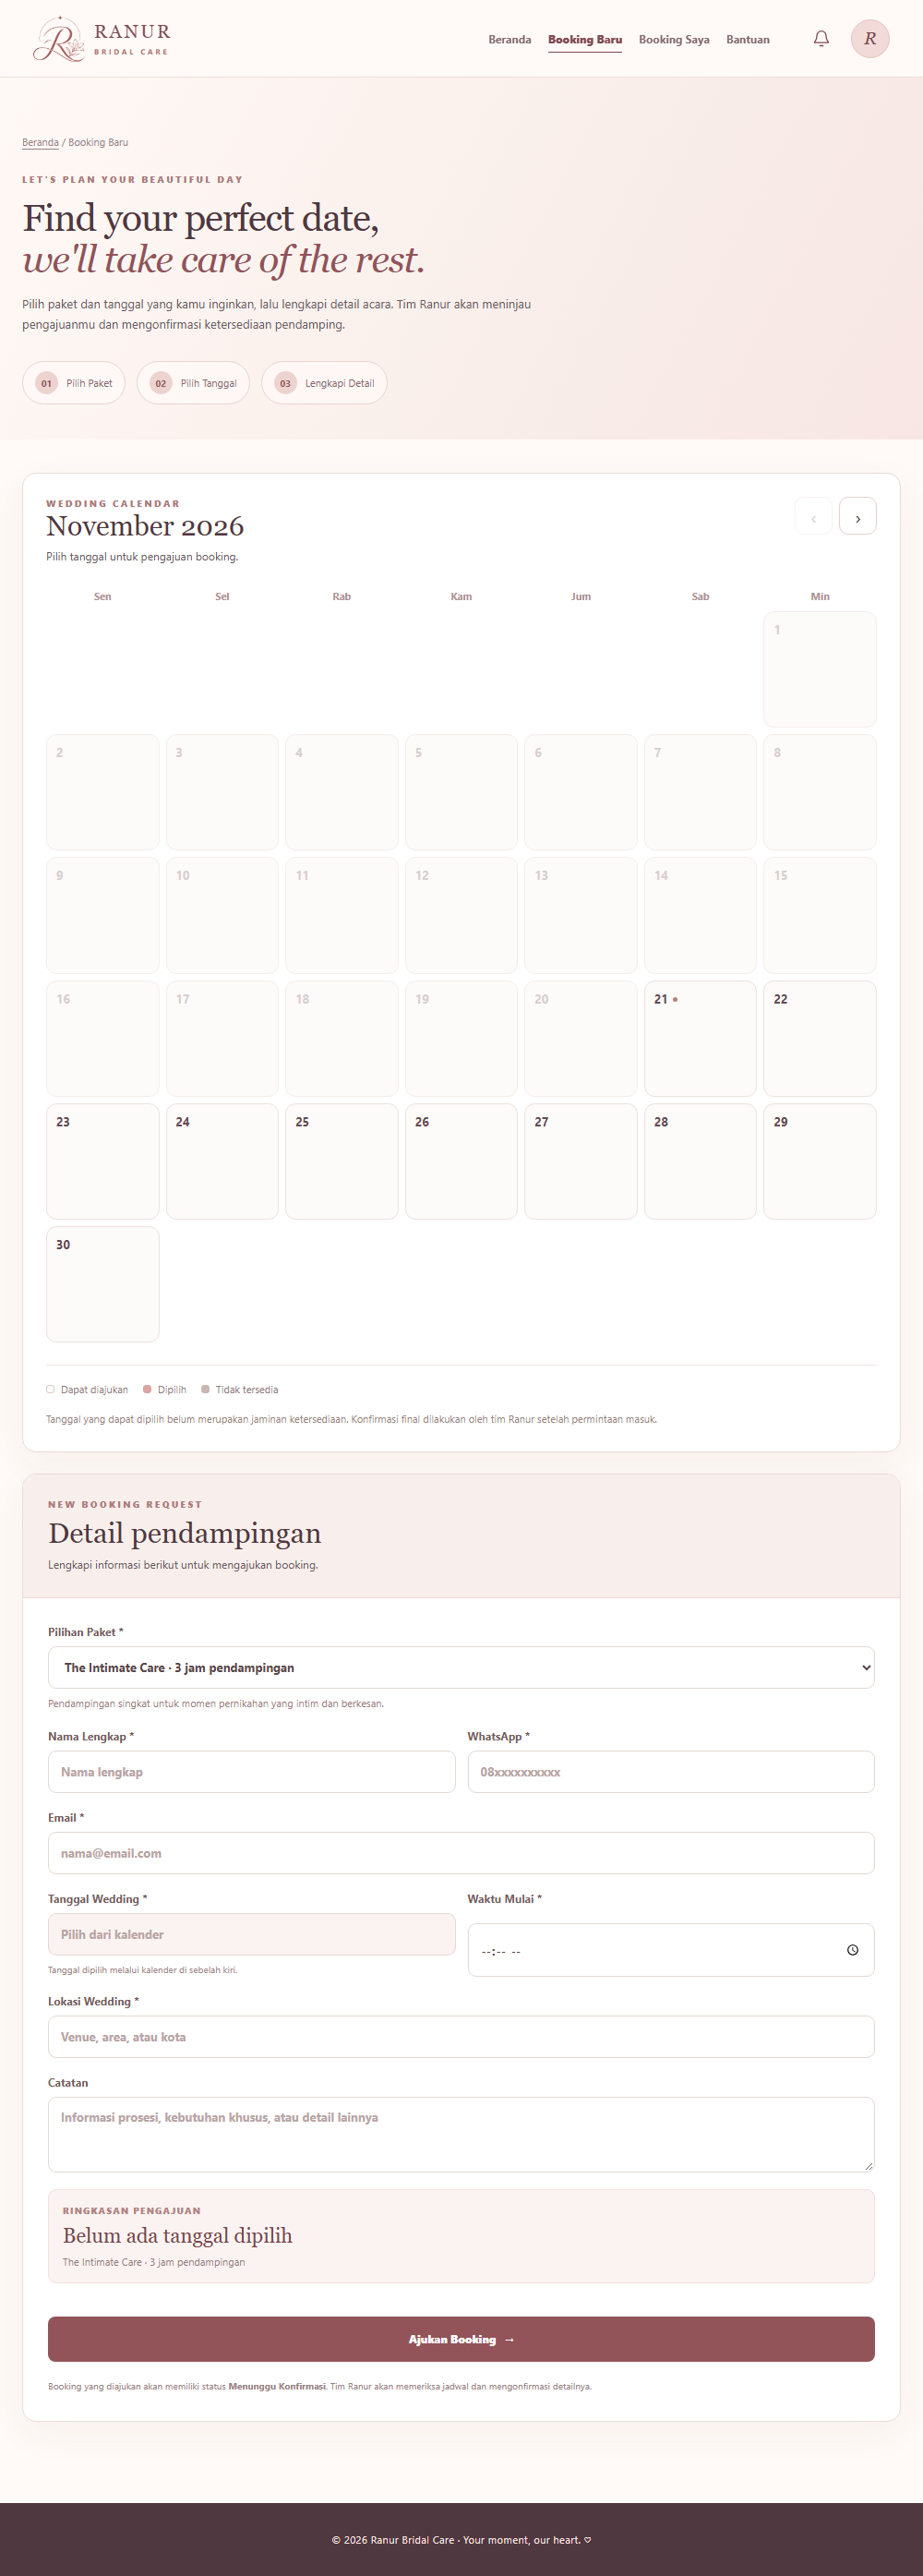 RANUR
BRIDAL CARE
Beranda
Booking Baru
Booking Saya
Bantuan
R
Beranda / Booking Baru
LET'S PLAN YOUR BEAUTIFUL DAY
Find your perfect date,
we'll take care of the rest.
Pilih paket dan tanggal yang kamu inginkan, lalu lengkapi detail acara. Tim Ranur akan meninjau
pengajuanmu dan mengonfirmasi ketersediaan pendamping.
01 Pilih Paket
02 Pilih Tanggal
03 Lengkapi Detail
WEDDING CALENDAR
November 2026
‹ ›
Pilih tanggal untuk pengajuan booking.
Sen Sel Rab Kam Jum Sab Min
1
2 3 4 5 6 7 8
9 10 11 12 13 14 15
16 17 18 19 20 21 • 22
23 24 25 26 27 28 29
30
Dapat diajukan
Dipilih
Tidak tersedia
Tanggal yang dapat dipilih belum merupakan jaminan ketersediaan. Konfirmasi final dilakukan oleh tim Ranur setelah permintaan masuk.
NEW BOOKING REQUEST
Detail pendampingan
Lengkapi informasi berikut untuk mengajukan booking.
Pilihan Paket *
The Intimate Care · 3 jam pendampingan
Pendampingan singkat untuk momen pernikahan yang intim dan berkesan.
Nama Lengkap *
Nama lengkap
WhatsApp *
08xxxxxxxxxx
Email *
nama@email.com
Tanggal Wedding *
Pilih dari kalender
Tanggal dipilih melalui kalender di sebelah kiri.
Waktu Mulai *
--:-- --
Lokasi Wedding *
Venue, area, atau kota
Catatan
Informasi prosesi, kebutuhan khusus, atau detail lainnya
RINGKASAN PENGAJUAN
Belum ada tanggal dipilih
The Intimate Care · 3 jam pendampingan
Ajukan Booking →
Booking yang diajukan akan memiliki status Menunggu Konfirmasi. Tim Ranur akan memeriksa jadwal dan mengonfirmasi detailnya.
© 2026 Ranur Bridal Care · Your moment, our heart. ♡